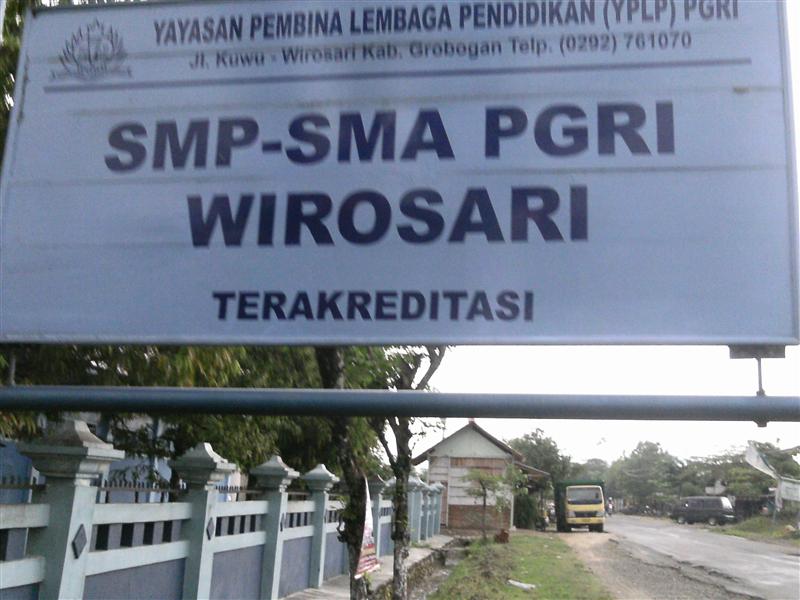 YAYASAN PEMBINA LEMBAGA PENDIDIKAN (YPLP) PGRI
Jl. Kuwu - Wirosari Kab. Grobogan Telp. (0292) 761070
SMP-SMA PGRI
WIROSARI
TERAKREDITASI